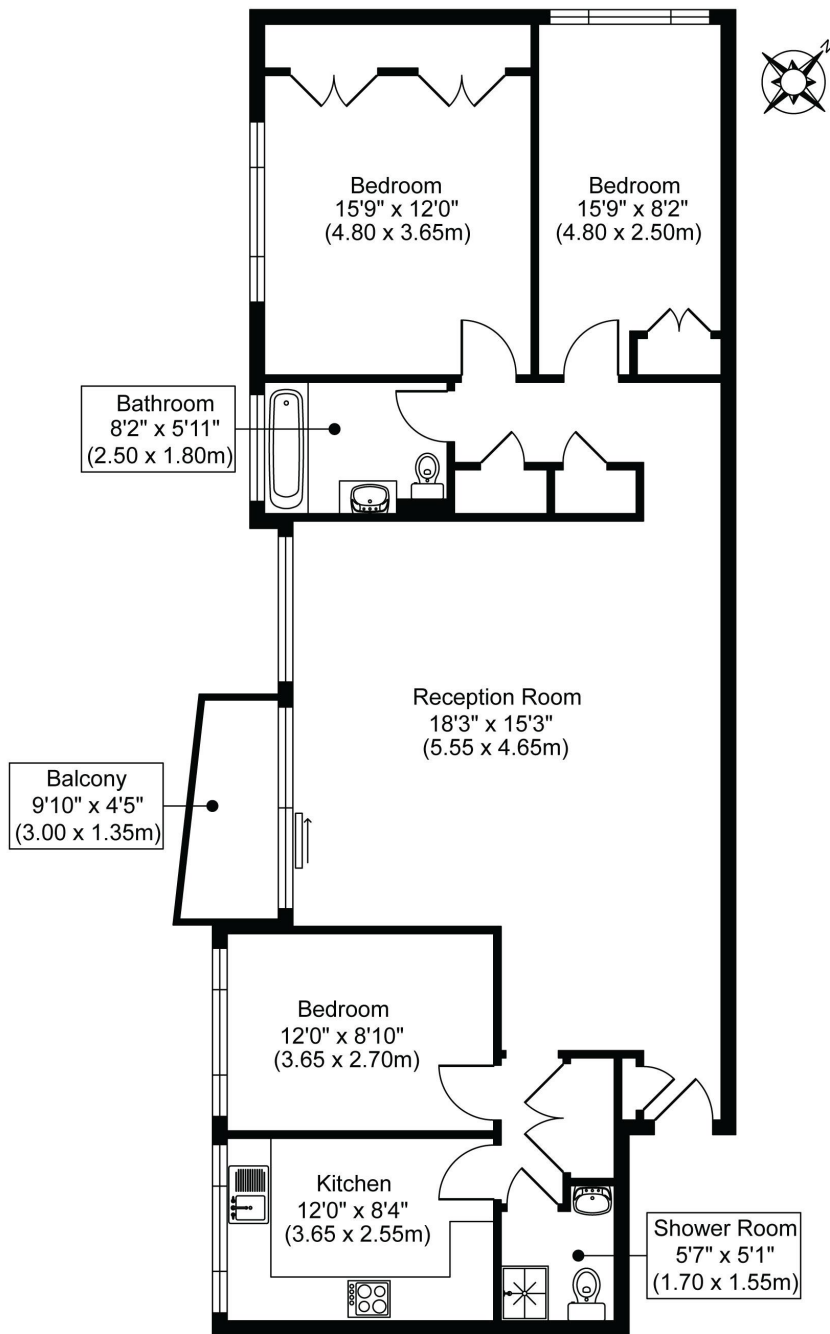 N
Bedroom
15'9" x 12'0"
(4.80 x 3.65m)
Bedroom
15'9" x 8'2"
(4.80 x 2.50m)
Bathroom
8'2" x 5'11"
(2.50 x 1.80m)
Reception Room
18'3" x 15'3"
(5.55 x 4.65m)
Balcony
9'10" x 4'5"
(3.00 x 1.35m)
Bedroom
12'0" x 8'10"
(3.65 x 2.70m)
Kitchen
12'0" x 8'4"
(3.65 x 2.55m)
Shower Room
5'7" x 5'1"
(1.70 x 1.55m)